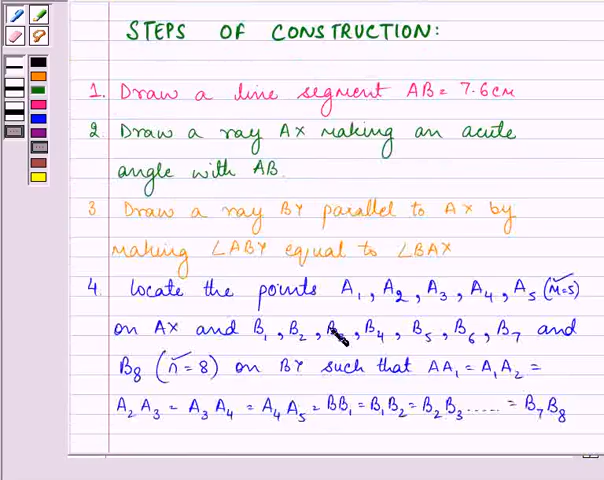 STEPS OF CONSTRUCTION:
1. Draw a line segment AB = 7.6cm
2. Draw a ray AX making an acute
angle with AB.
3 Draw a ray BY parallel to AX by
making ∠ABY equal to ∠BAX
4. Locate the points A₁, A₂, A₃, A₄, A₅ (m=5)
on AX and B₁, B₂, B₃, B₄, B₅, B₆, B₇ and
B₈ (n=8) on BY such that AA₁ = A₁A₂ =
A₂A₃ = A₃A₄ = A₄A₅ = BB₁ = B₁B₂ = B₂B₃ ..... = B₇B₈